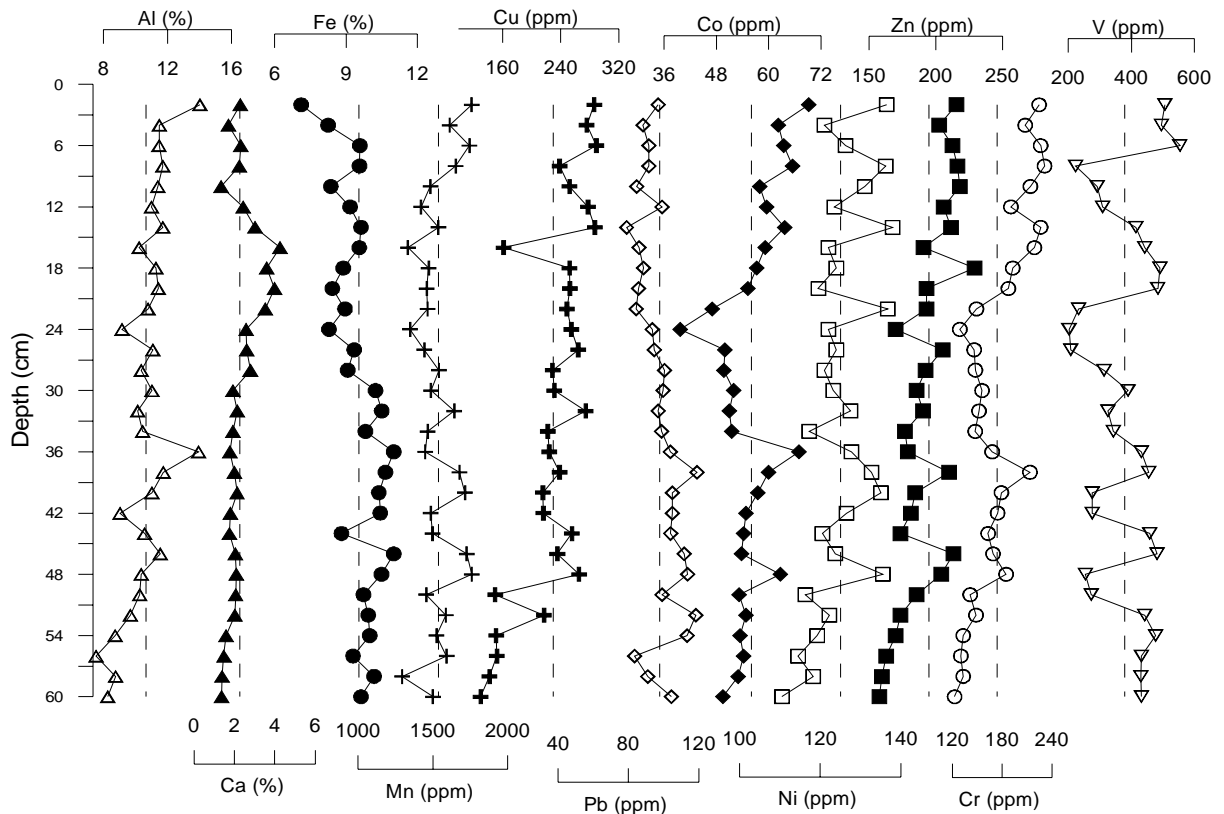 Al (%) Fe (%) Cu (ppm) Co (ppm) Zn (ppm) V (ppm)
8 12 16 6 9 12 160 240 320 36 48 60 72 150 200 250 200 400 600
0
6
12
18
24
30
36
42
48
54
60
Depth (cm)
0 2 4 6 1000 1500 2000 40 80 120 100 120 140 120 180 240
Ca (%) Mn (ppm) Pb (ppm) Ni (ppm) Cr (ppm)